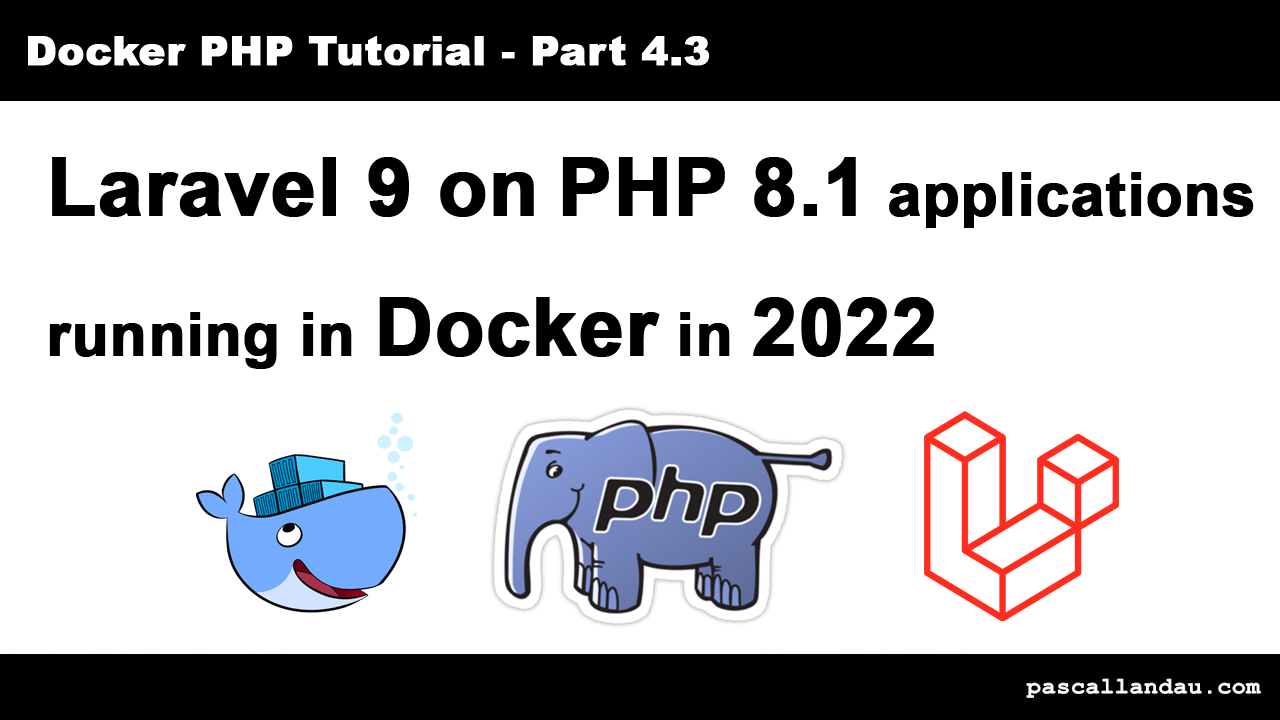 Docker PHP Tutorial - Part 4.3
Laravel 9 on PHP 8.1 applications
running in Docker in 2022
php
pascallandau.com